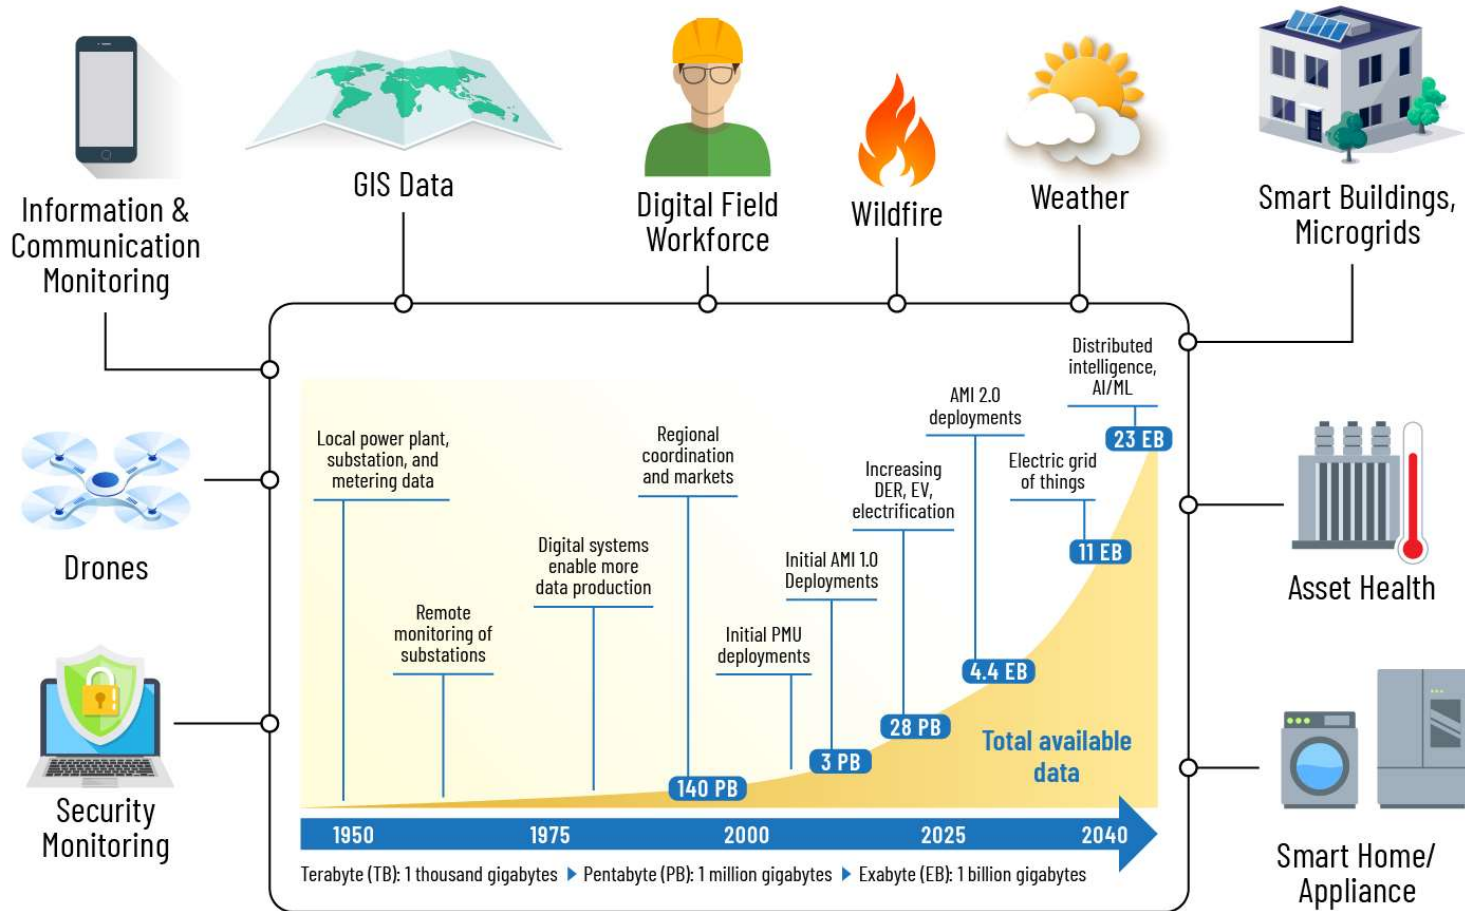 Information &
Communication
Monitoring
GIS Data
Digital Field
Workforce
Wildfire
Weather
Smart Buildings,
Microgrids
Drones
Security
Monitoring
Local power plant,
substation, and
metering data
Remote
monitoring of
substations
Digital systems
enable more
data production
Regional
coordination
and markets
140 PB
Initial PMU
deployments
Initial AMI 1.0
Deployments
3 PB
Increasing
DER, EV,
electrification
28 PB
AMI 2.0
deployments
4.4 EB
Electric grid
of things
11 EB
Distributed
intelligence,
AI/ML
23 EB
Total available
data
1950 1975 2000 2025 2040
Terabyte (TB): 1 thousand gigabytes ▶ Pentabyte (PB): 1 million gigabytes ▶ Exabyte (EB): 1 billion gigabytes
Asset Health
Smart Home/
Appliance